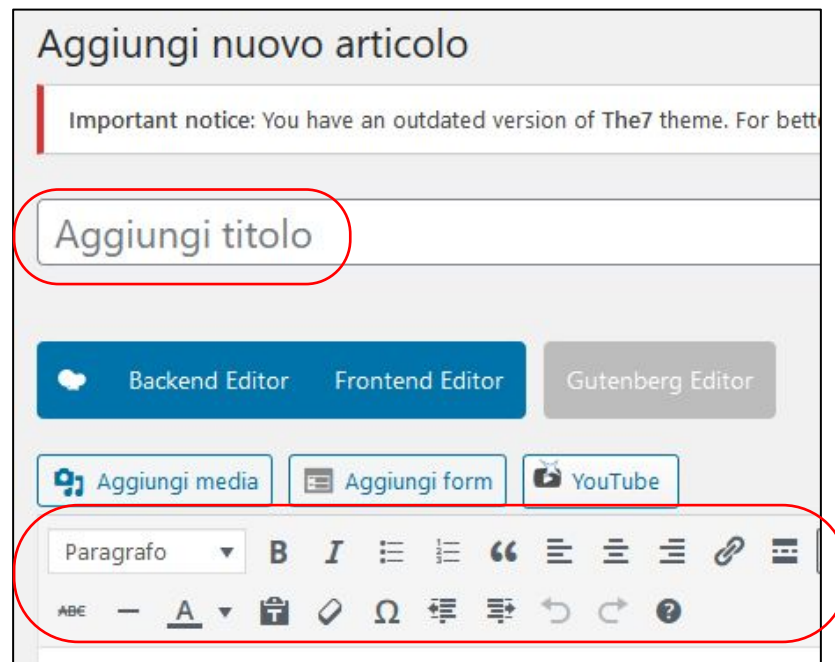 Aggiungi nuovo articolo
Important notice: You have an outdated version of The7 theme. For
Aggiungi titolo
Backend Editor Frontend Editor Gutenberg Editor
Aggiungi media Aggiungi form YouTube
Paragrafo B I “
ABC A T Ω ?